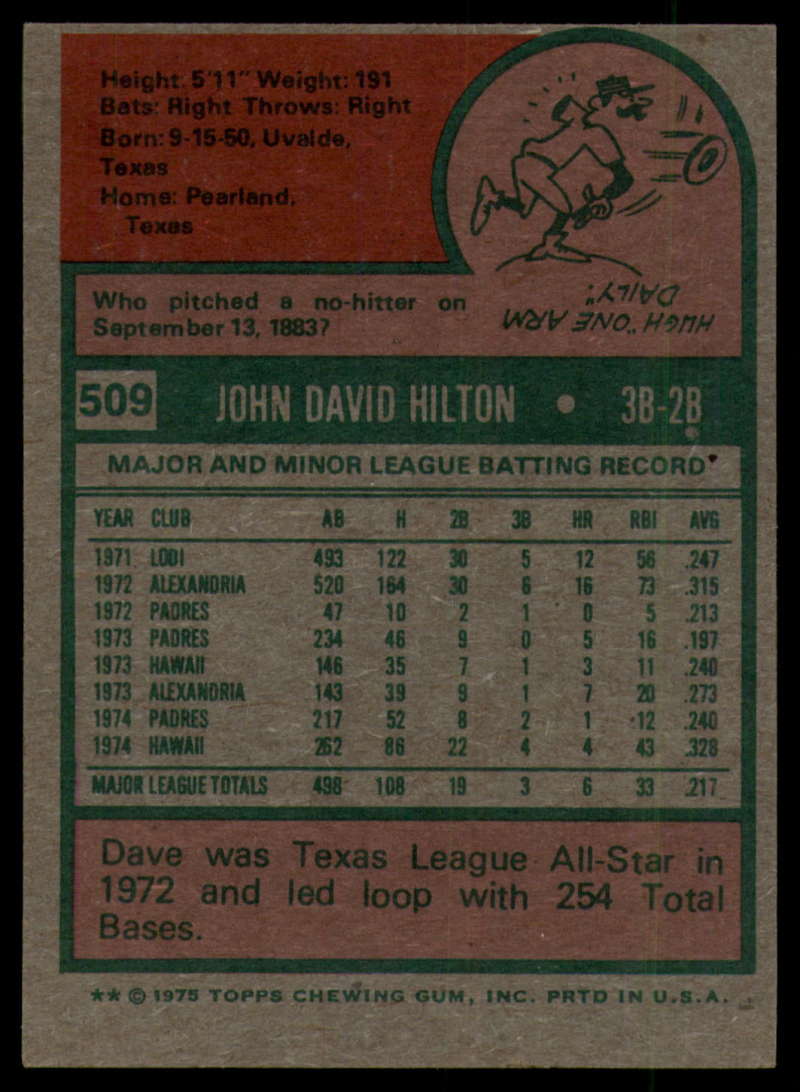 Height: 5'11" Weight: 191
Bats: Right Throws: Right
Born: 9-15-50, Uvalde,
Texas
Home: Pearland,
Texas
Who pitched a no-hitter on
September 13, 1883?
HUGH "ONE ARM
DAILY".
509 JOHN DAVID HILTON • 3B-2B
MAJOR AND MINOR LEAGUE BATTING RECORD
YEAR CLUB AB H 2B 3B HR RBI AVG
1971 LODI 493 122 30 5 12 56 .247
1972 ALEXANDRIA 520 164 30 6 16 73 .315
1972 PADRES 47 10 2 1 0 5 .213
1973 PADRES 234 46 9 0 5 16 .197
1973 HAWAII 146 35 7 1 3 11 .240
1973 ALEXANDRIA 143 39 9 1 7 20 .273
1974 PADRES 217 52 8 2 1 12 .240
1974 HAWAII 262 86 22 4 4 43 .328
MAJOR LEAGUE TOTALS 498 108 19 3 6 33 .217
Dave was Texas League All-Star in
1972 and led loop with 254 Total
Bases.
** © 1975 TOPPS CHEWING GUM, INC. PRTD IN U.S.A.